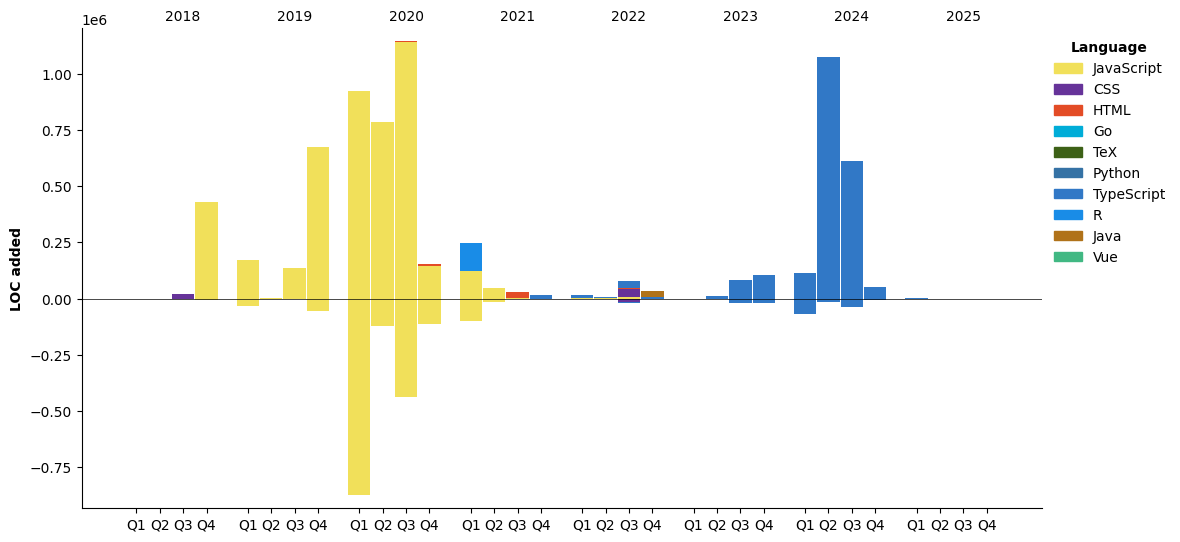 1e6
2018 2019 2020 2021 2022 2023 2024 2025
LOC added
1.00
0.75
0.50
0.25
0.00
−0.25
−0.50
−0.75
Q1 Q2 Q3 Q4 Q1 Q2 Q3 Q4 Q1 Q2 Q3 Q4 Q1 Q2 Q3 Q4 Q1 Q2 Q3 Q4 Q1 Q2 Q3 Q4 Q1 Q2 Q3 Q4 Q1 Q2 Q3 Q4
Language
JavaScript
CSS
HTML
Go
TeX
Python
TypeScript
R
Java
Vue